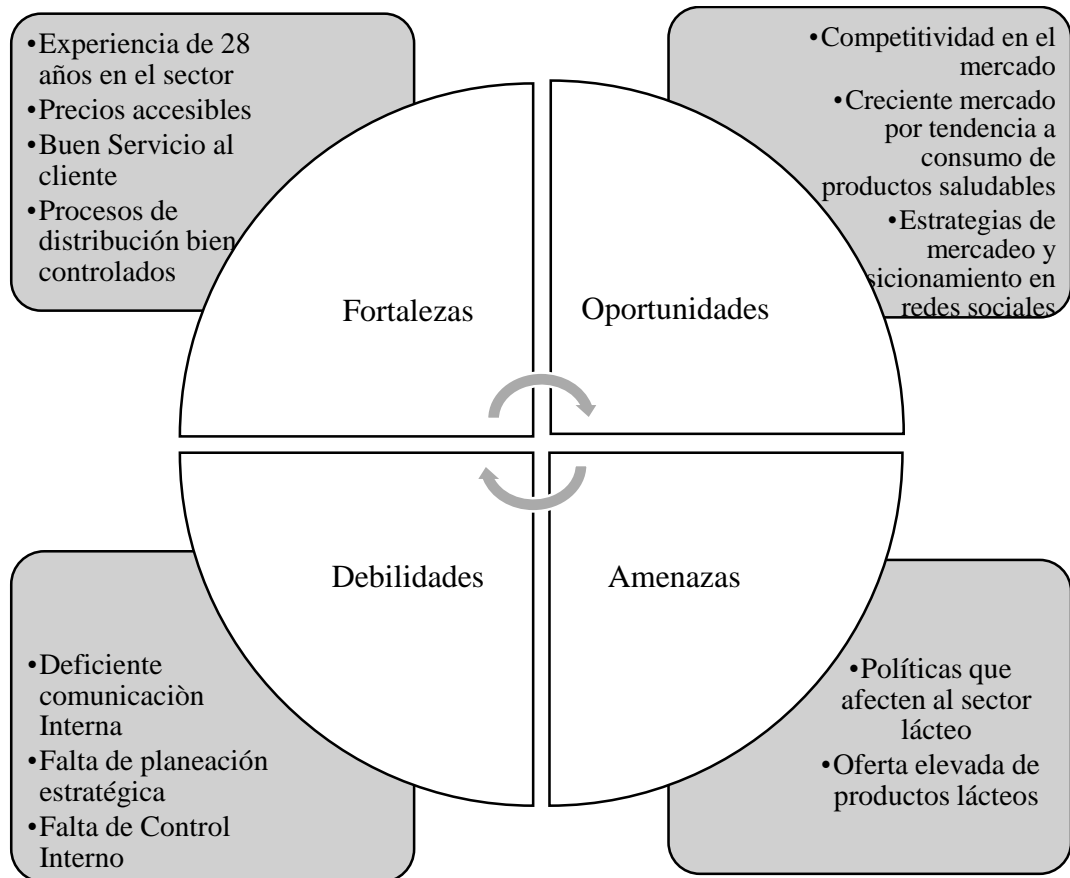 •Experiencia de 28
años en el sector
•Precios accesibles
•Buen Servicio al
cliente
•Procesos de
distribución bien
controlados
•Competitividad en el
mercado
•Creciente mercado
por tendencia a
consumo de
productos saludables
•Estrategias de
mercadeo y
sicionamiento en
redes sociales
Fortalezas
Oportunidades
Debilidades
Amenazas
•Deficiente
comunicaciòn
Interna
•Falta de planeación
estratégica
•Falta de Control
Interno
•Políticas que
afecten al sector
lácteo
•Oferta elevada de
productos lácteos